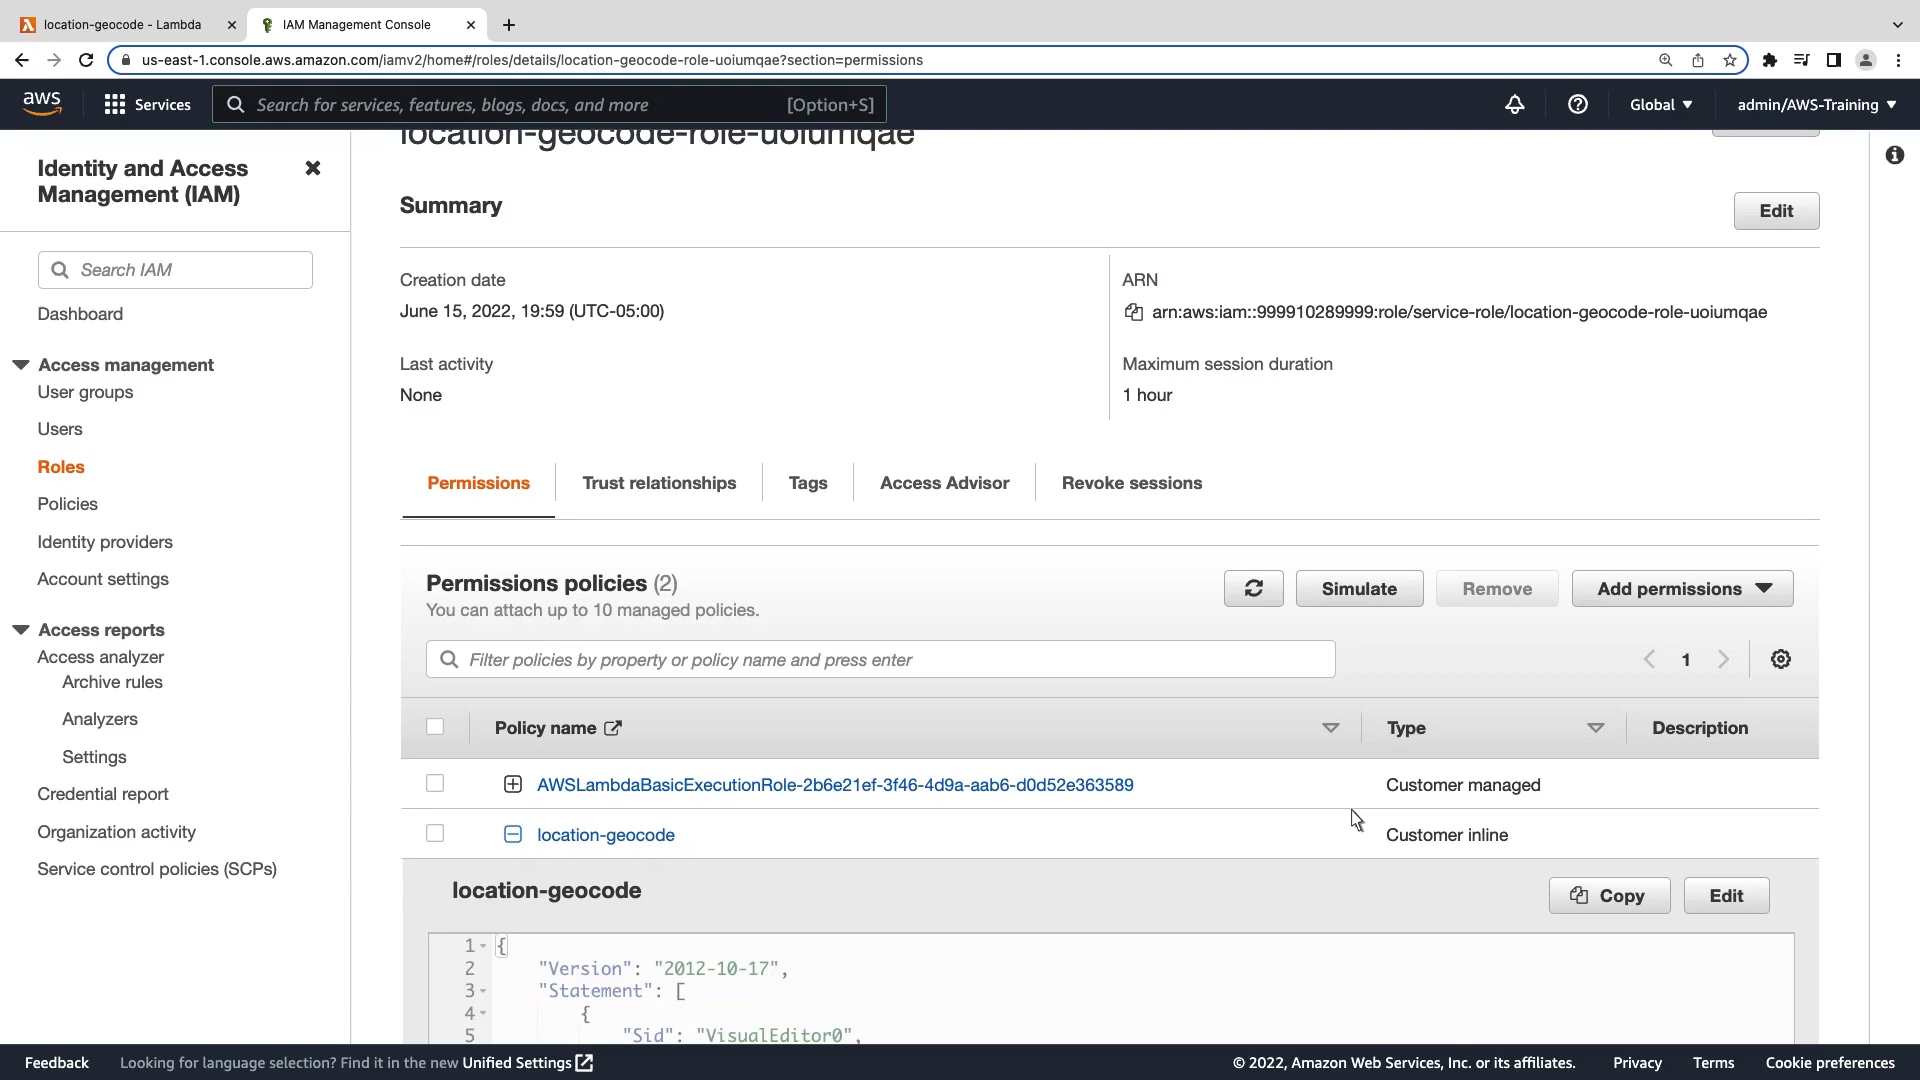 location-geocode - Lambda
IAM Management Console
us-east-1.console.aws.amazon.com/iamv2/home#/roles/details/location-geocode-role-uoiumqae?section=permissions
aws
Services
Search for services, features, blogs, docs, and more
[Option+S]
Global
admin/AWS-Training
location-geocode-role-uoiumqae
Identity and Access
Management (IAM)
Search IAM
Dashboard
Access management
User groups
Users
Roles
Policies
Identity providers
Account settings
Access reports
Access analyzer
Archive rules
Analyzers
Settings
Credential report
Organization activity
Service control policies (SCPs)
Summary
Edit
Creation date
June 15, 2022, 19:59 (UTC-05:00)
ARN
arn:aws:iam::999910289999:role/service-role/location-geocode-role-uoiumqae
Last activity
None
Maximum session duration
1 hour
Permissions
Trust relationships
Tags
Access Advisor
Revoke sessions
Permissions policies (2)
You can attach up to 10 managed policies.
Simulate
Remove
Add permissions
Filter policies by property or policy name and press enter
1
Policy name
Type
Description
AWSLambdaBasicExecutionRole-2b6e21ef-3f46-4d9a-aab6-d0d52e363589
Customer managed
location-geocode
Customer inline
location-geocode
Copy
Edit
1 {
2 "Version": "2012-10-17",
3 "Statement": [
4 {
5 "Sid": "VisualEditor0",
Feedback
Looking for language selection? Find it in the new Unified Settings
© 2022, Amazon Web Services, Inc. or its affiliates.
Privacy
Terms
Cookie preferences